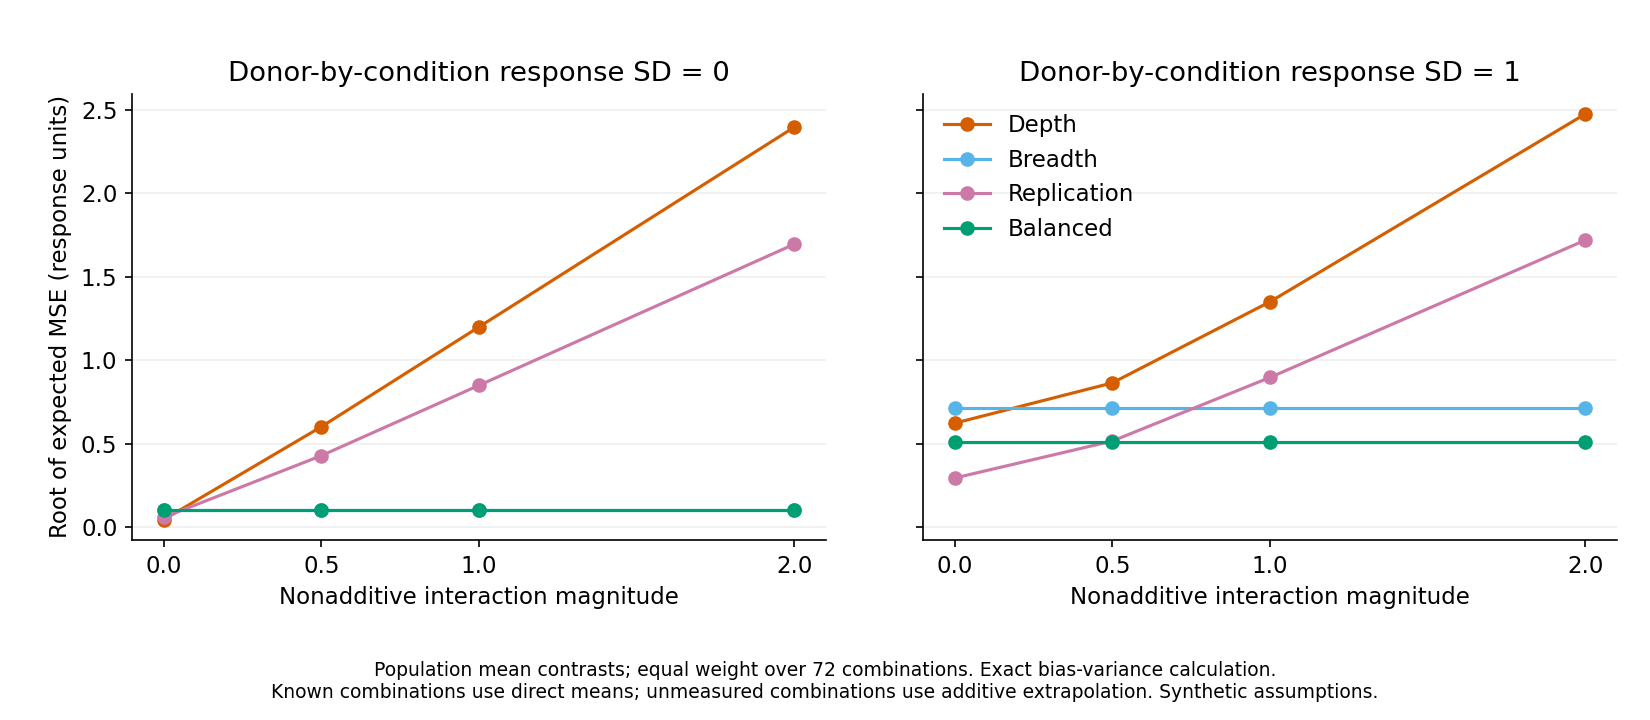 Donor-by-condition response SD = 0
Root of expected MSE (response units)
2.5
2.0
1.5
1.0
0.5
0.0
0.0 0.5 1.0 2.0
Nonadditive interaction magnitude
Donor-by-condition response SD = 1
Depth
Breadth
Replication
Balanced
0.0 0.5 1.0 2.0
Nonadditive interaction magnitude
Population mean contrasts; equal weight over 72 combinations. Exact bias-variance calculation.
Known combinations use direct means; unmeasured combinations use additive extrapolation. Synthetic assumptions.